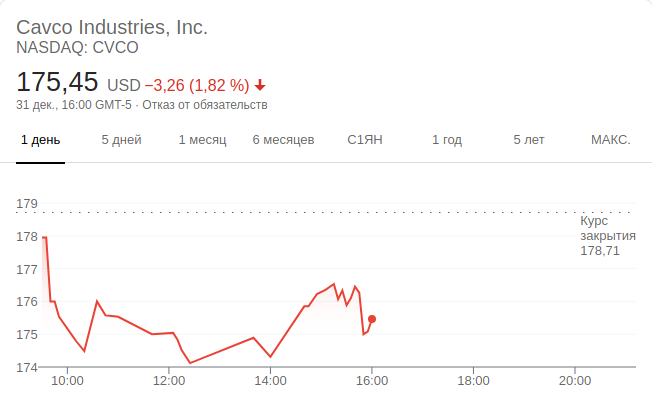 Cavco Industries, Inc.
NASDAQ: CVCO
175,45 USD −3,26 (1,82 %)
31 дек., 16:00 GMT-5 · Отказ от обязательств
1 день 5 дней 1 месяц 6 месяцев С1ЯН 1 год 5 лет МАКС.
179
Курс
закрытия
178,71
178
177
176
175
174
10:00 12:00 14:00 16:00 18:00 20:00